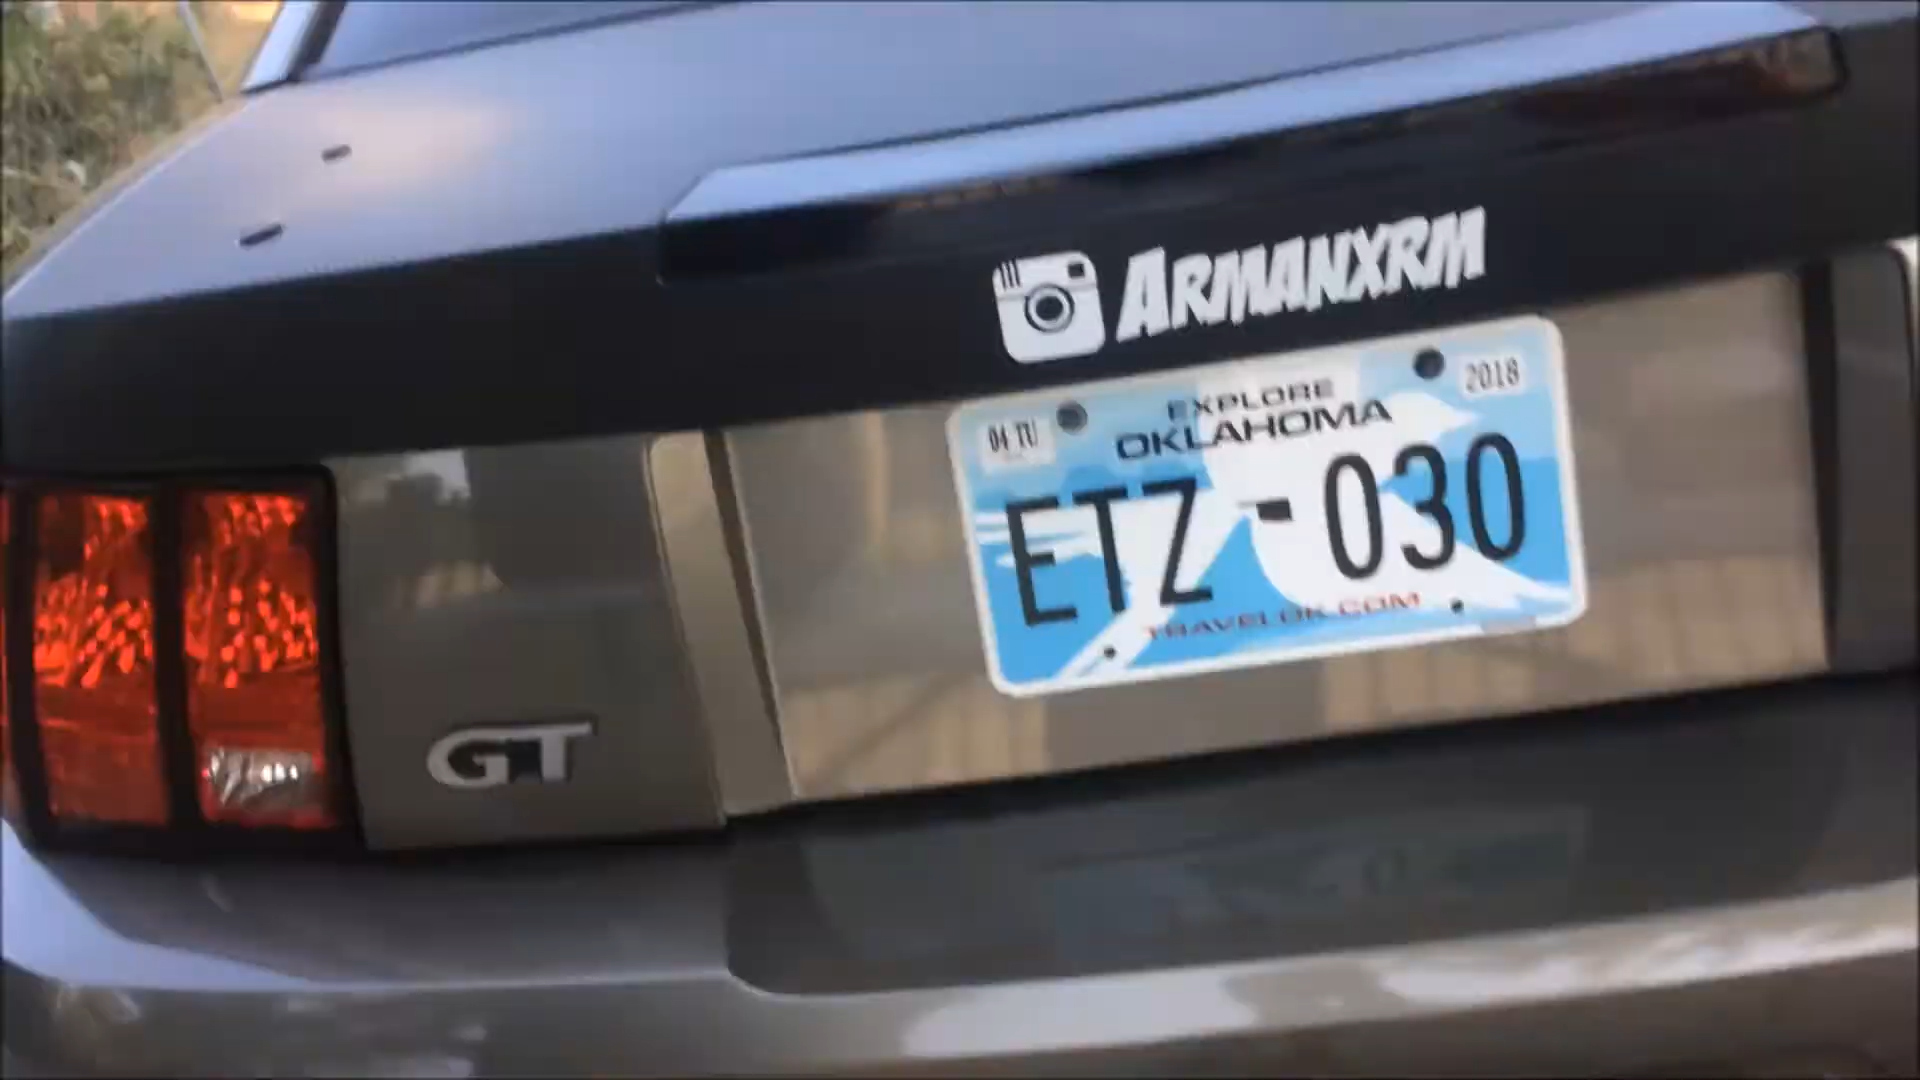 ARMANXRM
04 TU
2018
EXPLORE
OKLAHOMA
ETZ-030
TRAVELOK.COM
GT